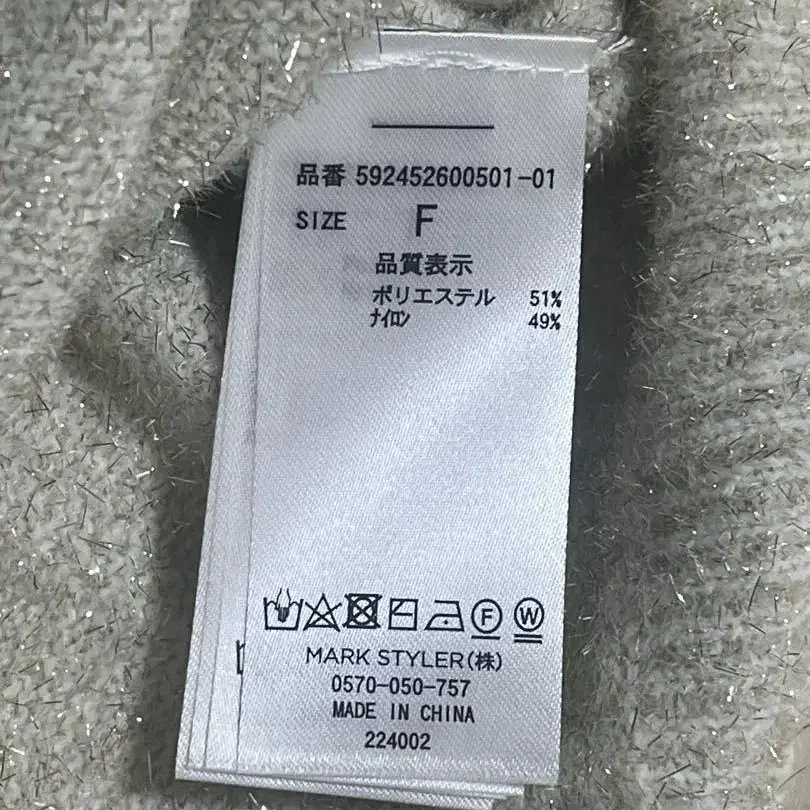 品番 592452600501-01
SIZE F
品質表示
ポリエステル 51%
ナイロン 49%
F W
MARK STYLER(株)
0570-050-757
MADE IN CHINA
224002